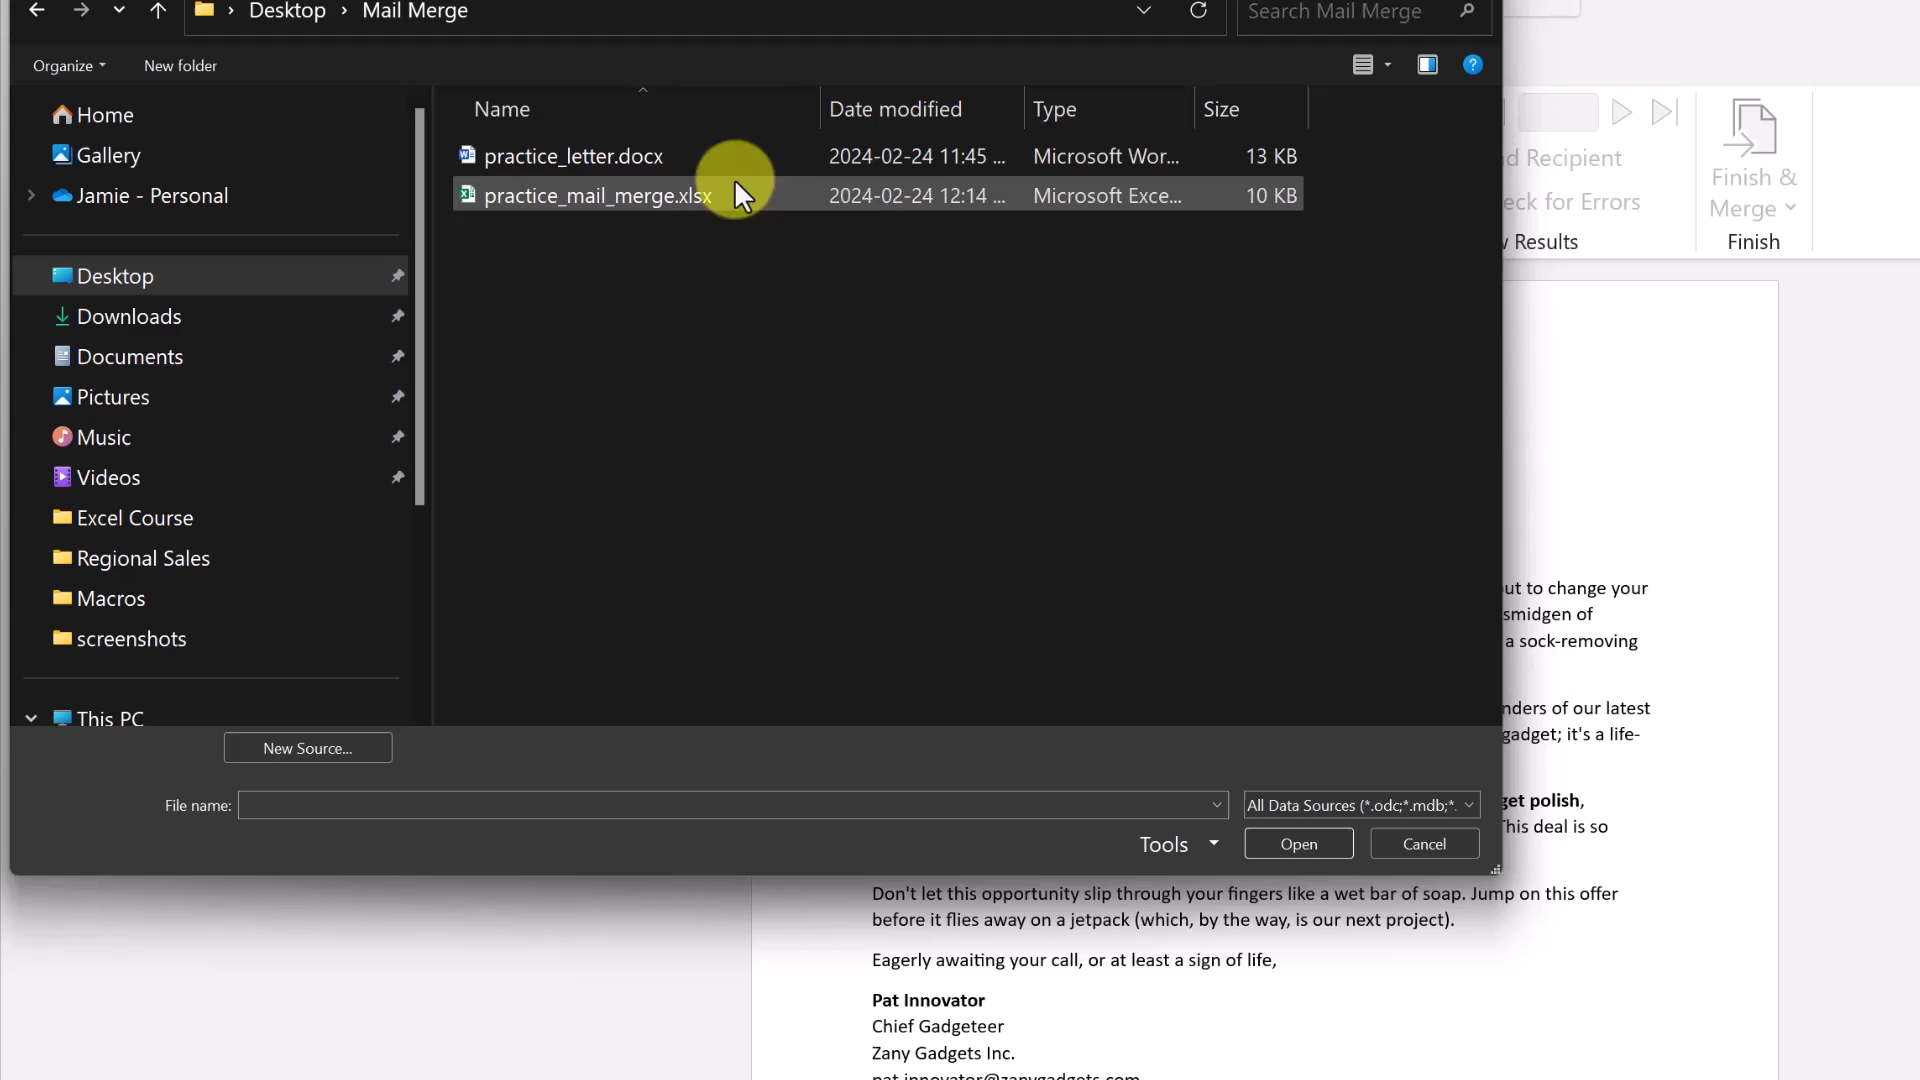 Desktop > Mail Merge
Search Mail Merge
Organize
New folder
Name
Date modified
Type
Size
practice_letter.docx 2024-02-24 11:45 ... Microsoft Wor... 13 KB
practice_mail_merge.xlsx 2024-02-24 12:14 ... Microsoft Exce... 10 KB
Home
Gallery
Jamie - Personal
Desktop
Downloads
Documents
Pictures
Music
Videos
Excel Course
Regional Sales
Macros
screenshots
This PC
New Source...
File name:
All Data Sources (*.odc;*.mdb;*.
Tools
Open
Cancel
d Recipient
eck for Errors
Results
Finish &
Merge
Finish
ut to change your
smidgen of
a sock-removing
nders of our latest
gadget; it's a life-
get polish,
This deal is so
Don't let this opportunity slip through your fingers like a wet bar of soap. Jump on this offer
before it flies away on a jetpack (which, by the way, is our next project).
Eagerly awaiting your call, or at least a sign of life,
Pat Innovator
Chief Gadgeteer
Zany Gadgets Inc.
pat.innovator@zanygadgets.com